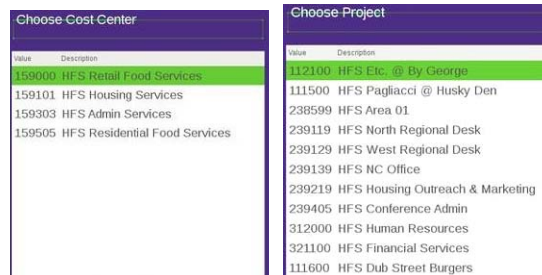 Choose Cost Center
Value Description
159000 HFS Retail Food Services
159101 HFS Housing Services
159303 HFS Admin Services
159505 HFS Residential Food Services
Choose Project
Value Description
112100 HFS Etc. @ By George
111500 HFS Pagliacci @ Husky Den
238599 HFS Area 01
239119 HFS North Regional Desk
239129 HFS West Regional Desk
239139 HFS NC Office
239219 HFS Housing Outreach & Marketing
239405 HFS Conference Admin
312000 HFS Human Resources
321100 HFS Financial Services
111600 HFS Dub Street Burgers